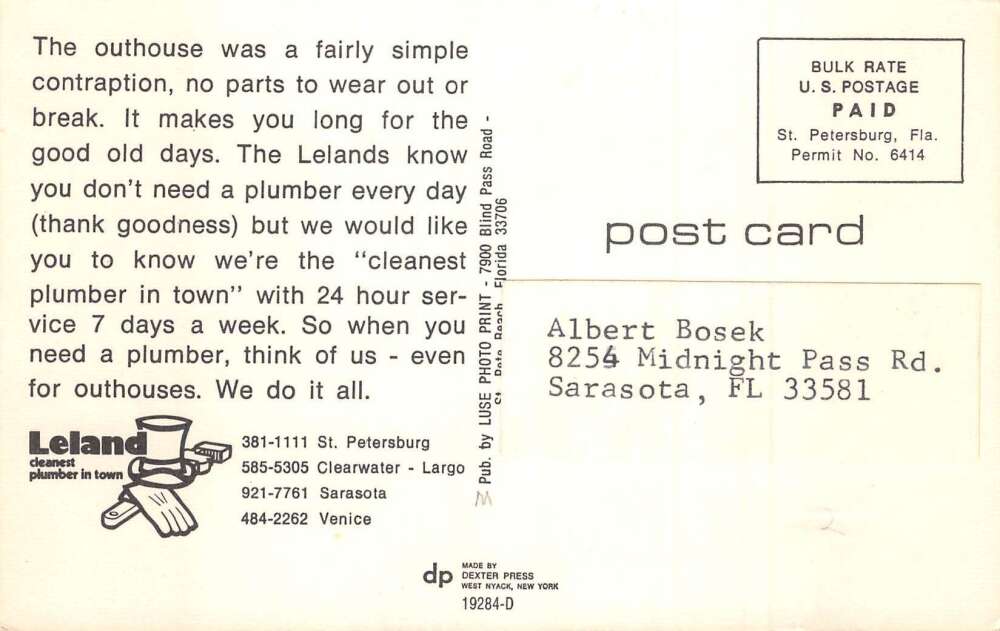 The outhouse was a fairly simple
contraption, no parts to wear out or
break. It makes you long for the
good old days. The Lelands know
you don't need a plumber every day
(thank goodness) but we would like
you to know we're the "cleanest
plumber in town" with 24 hour ser-
vice 7 days a week. So when you
need a plumber, think of us - even
for outhouses. We do it all.
Leland
cleanest
plumber in town
381-1111 St. Petersburg
585-5305 Clearwater - Largo
921-7761 Sarasota
484-2262 Venice
Pub. by LUSE PHOTO PRINT - 7900 Blind Pass Road -
St. Pete Beach Florida 33706
M
BULK RATE
U. S. POSTAGE
PAID
St. Petersburg, Fla.
Permit No. 6414
post card
Albert Bosek
8254 Midnight Pass Rd.
Sarasota, FL 33581
2
dp
MADE BY
DEXTER PRESS
WEST NYACK, NEW YORK
19284-D